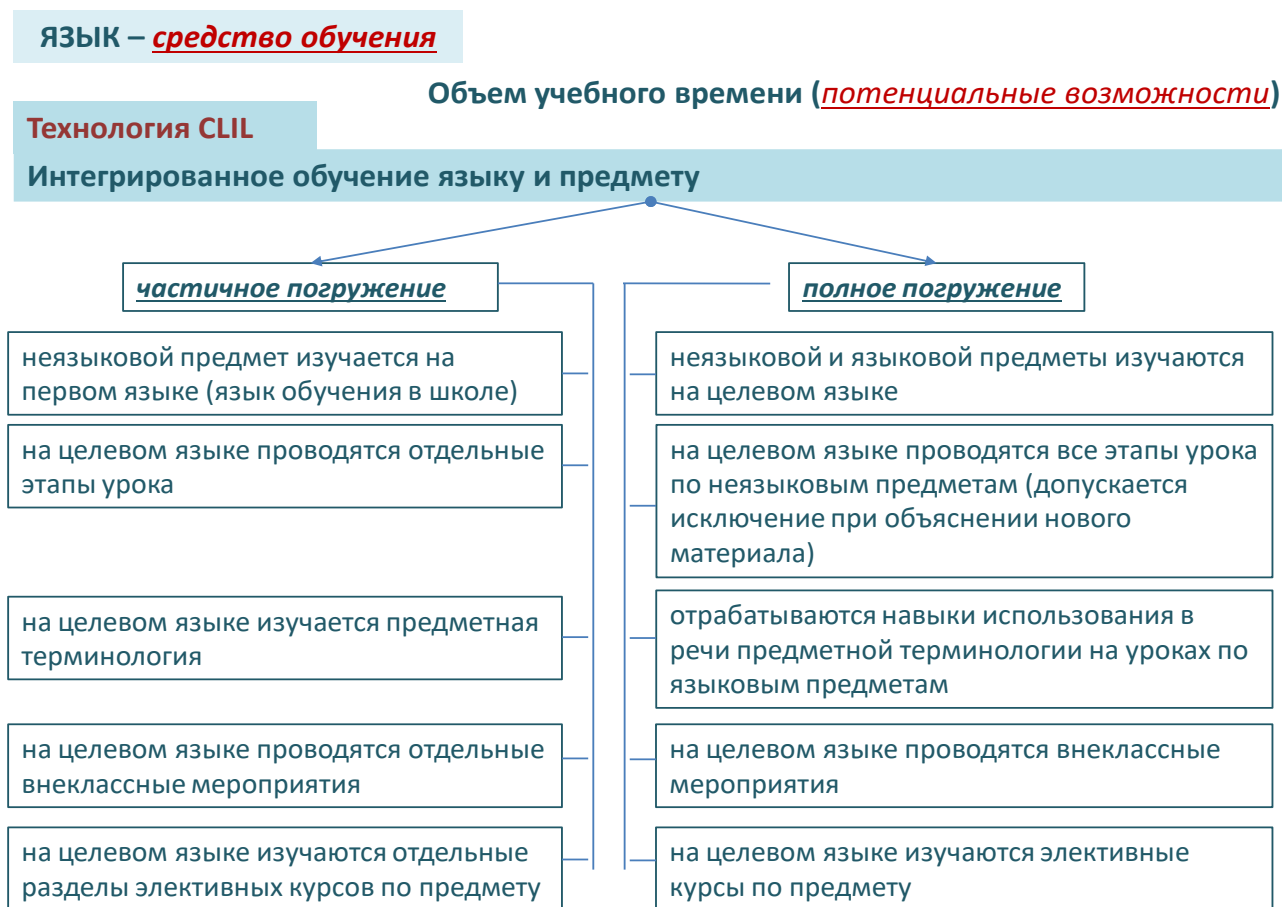 ЯЗЫК – средство обучения
Объем учебного времени (потенциальные возможности)
Технология CLIL
Интегрированное обучение языку и предмету
частичное погружение
неязыковой предмет изучается на
первом языке (язык обучения в школе)
на целевом языке проводятся отдельные
этапы урока
на целевом языке изучается предметная
терминология
на целевом языке проводятся отдельные
внеклассные мероприятия
на целевом языке изучаются отдельные
разделы элективных курсов по предмету
полное погружение
неязыковой и языковой предметы изучаются
на целевом языке
на целевом языке проводятся все этапы урока
по неязыковым предметам (допускается
исключение при объяснении нового
материала)
отрабатываются навыки использования в
речи предметной терминологии на уроках по
языковым предметам
на целевом языке проводятся внеклассные
мероприятия
на целевом языке изучаются элективные
курсы по предмету